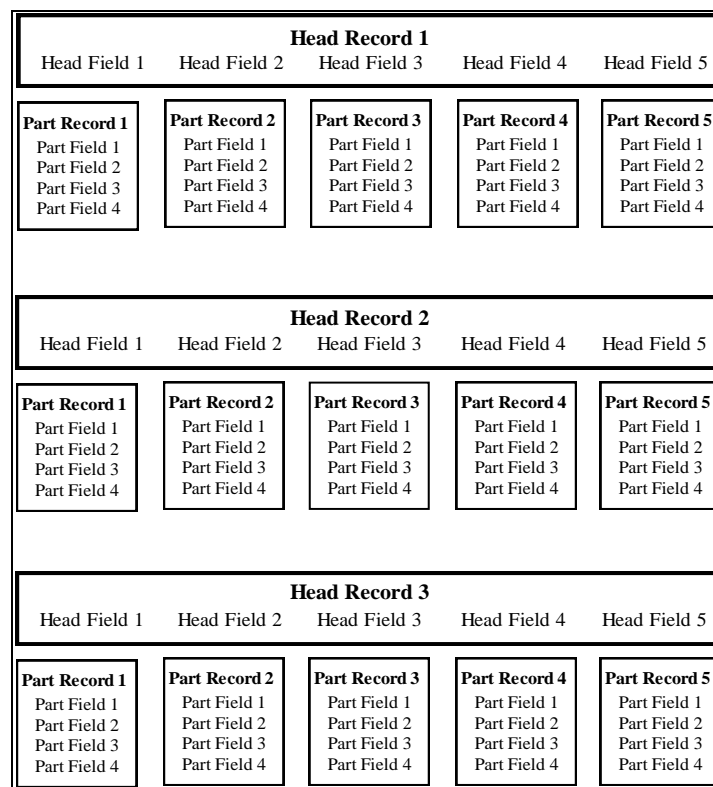 Head Record 1
Head Field 1 Head Field 2 Head Field 3 Head Field 4 Head Field 5
Part Record 1 Part Record 2 Part Record 3 Part Record 4 Part Record 5
Part Field 1 Part Field 1 Part Field 1 Part Field 1 Part Field 1
Part Field 2 Part Field 2 Part Field 2 Part Field 2 Part Field 2
Part Field 3 Part Field 3 Part Field 3 Part Field 3 Part Field 3
Part Field 4 Part Field 4 Part Field 4 Part Field 4 Part Field 4
Head Record 2
Head Field 1 Head Field 2 Head Field 3 Head Field 4 Head Field 5
Part Record 1 Part Record 2 Part Record 3 Part Record 4 Part Record 5
Part Field 1 Part Field 1 Part Field 1 Part Field 1 Part Field 1
Part Field 2 Part Field 2 Part Field 2 Part Field 2 Part Field 2
Part Field 3 Part Field 3 Part Field 3 Part Field 3 Part Field 3
Part Field 4 Part Field 4 Part Field 4 Part Field 4 Part Field 4
Head Record 3
Head Field 1 Head Field 2 Head Field 3 Head Field 4 Head Field 5
Part Record 1 Part Record 2 Part Record 3 Part Record 4 Part Record 5
Part Field 1 Part Field 1 Part Field 1 Part Field 1 Part Field 1
Part Field 2 Part Field 2 Part Field 2 Part Field 2 Part Field 2
Part Field 3 Part Field 3 Part Field 3 Part Field 3 Part Field 3
Part Field 4 Part Field 4 Part Field 4 Part Field 4 Part Field 4